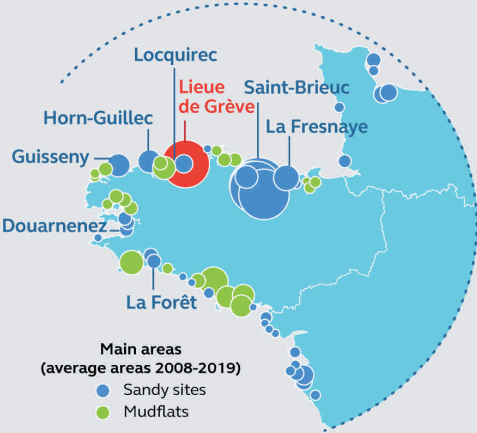 Locquirec
Lieue
de Grève
Saint-Brieuc
Horn-Guillec
La Fresnaye
Guisseny
Douarnenez
La Forêt
Main areas
(average areas 2008-2019)
Sandy sites
Mudflats